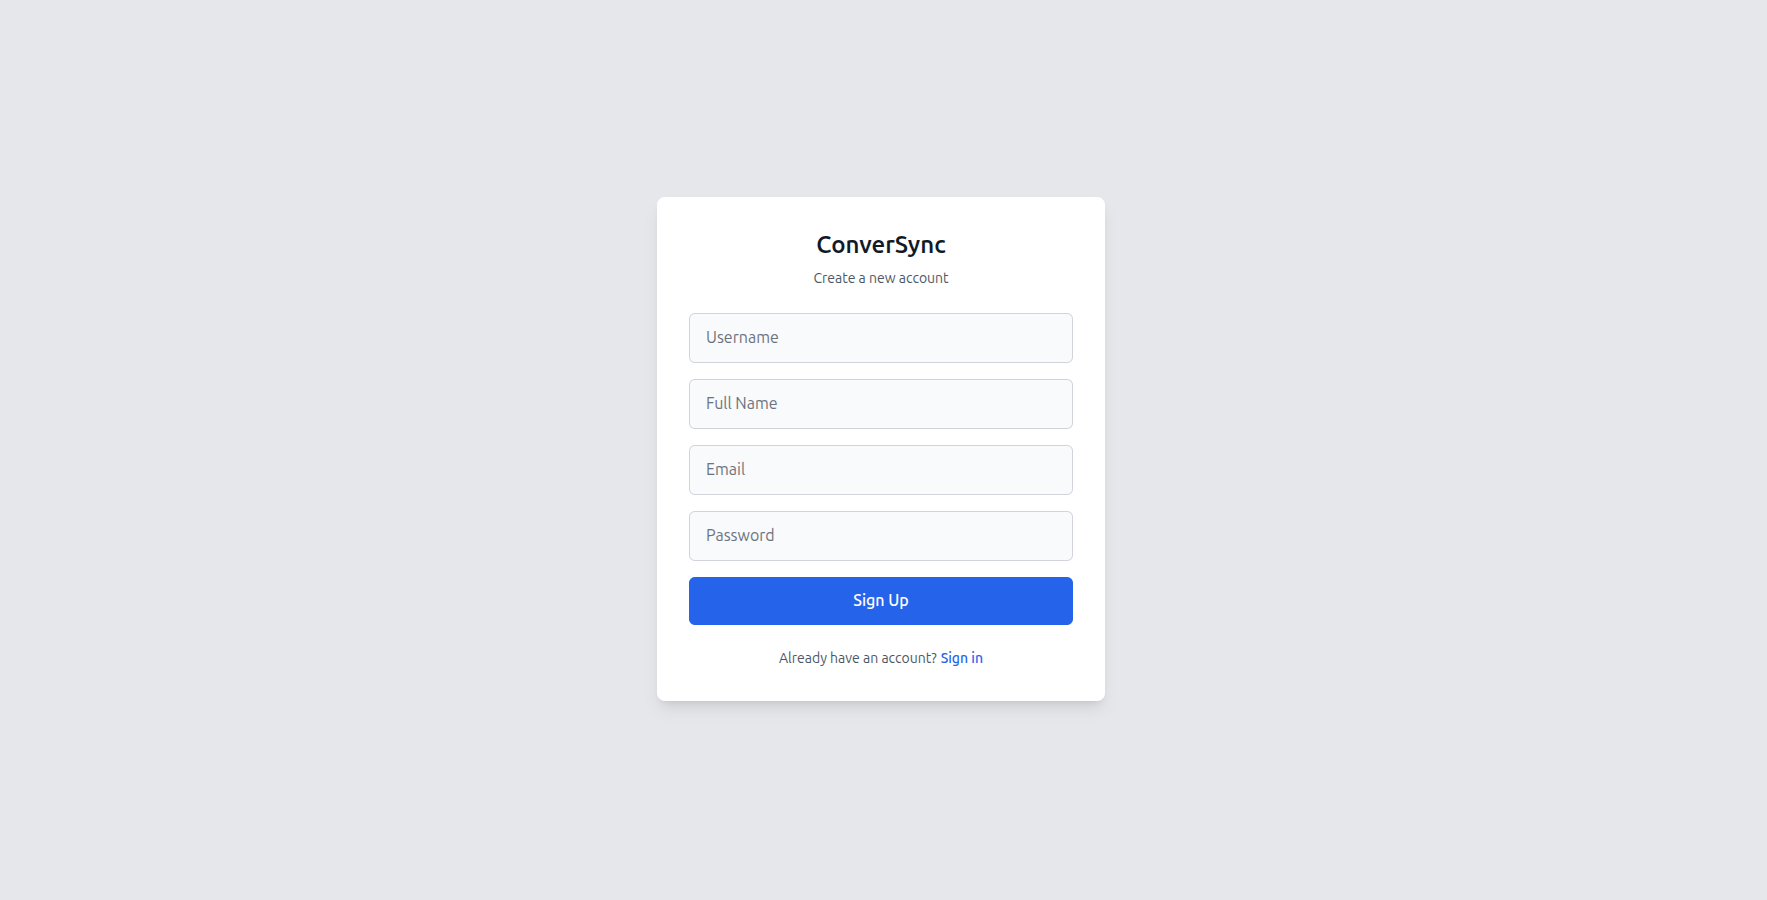 ConverSync
Create a new account
Username
Full Name
Email
Password
Sign Up
Already have an account? Sign in